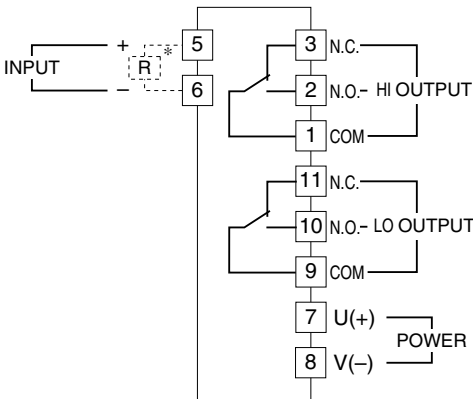 INPUT
+
–
R
*
5
6
3 N.C.
2 N.O. HI OUTPUT
1 COM
11 N.C.
10 N.O. LO OUTPUT
9 COM
7 U(+)
8 V(–)
POWER